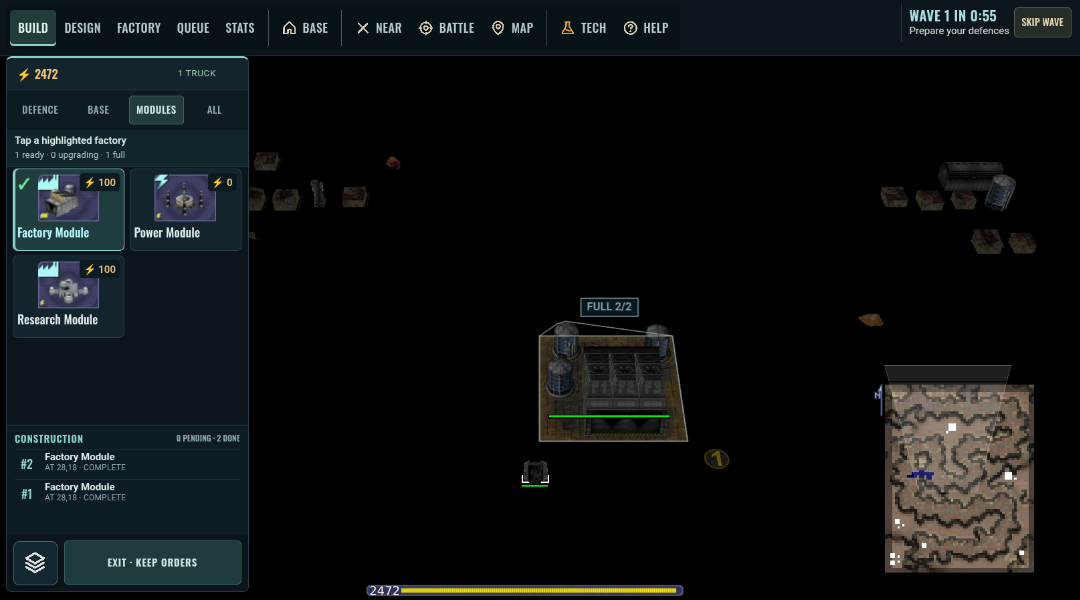 BUILD
DESIGN
FACTORY
QUEUE
STATS
BASE
NEAR
BATTLE
MAP
TECH
HELP
WAVE 1 IN 0:55
Prepare your defences
SKIP WAVE
2472
1 TRUCK
DEFENCE
BASE
MODULES
ALL
Tap a highlighted factory
1 ready · 0 upgrading · 1 full
100
Factory Module
0
Power Module
100
Research Module
FULL 2/2
1
N
CONSTRUCTION
0 PENDING · 2 DONE
#2
Factory Module
AT 28,18 · COMPLETE
#1
Factory Module
AT 28,18 · COMPLETE
EXIT · KEEP ORDERS
2472